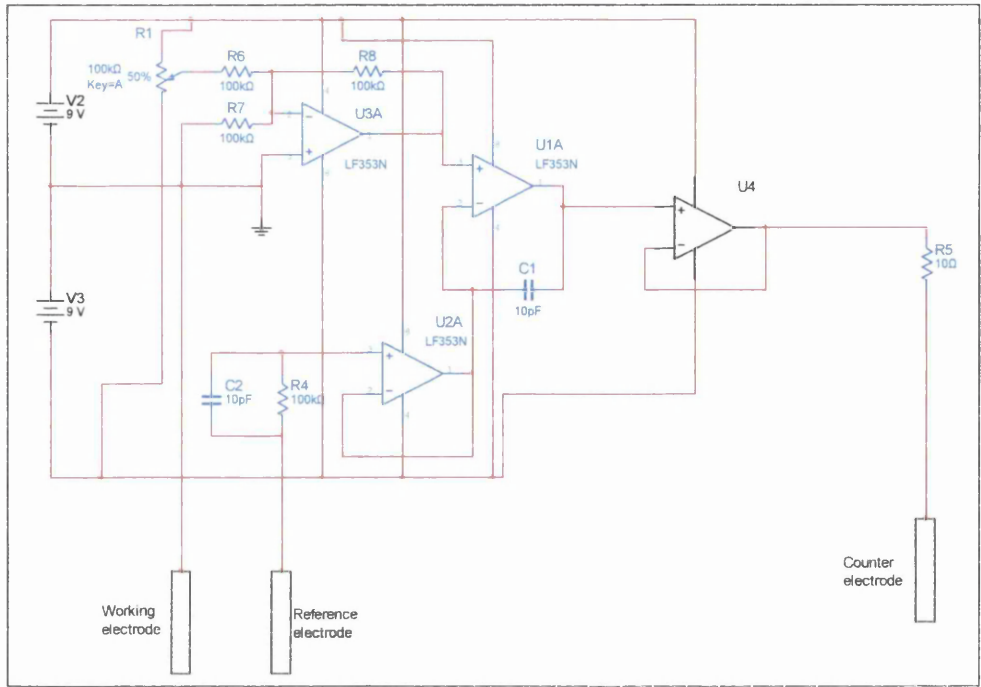 R1
100kΩ
Key=A
50%
R6
100kΩ
R8
100kΩ
R7
100kΩ
V2
9 V
U3A
LF353N
U1A
LF353N
U4
R5
10Ω
C1
10pF
V3
9 V
U2A
LF353N
C2
10pF
R4
100kΩ
Counter
electrode
Working
electrode
Reference
electrode